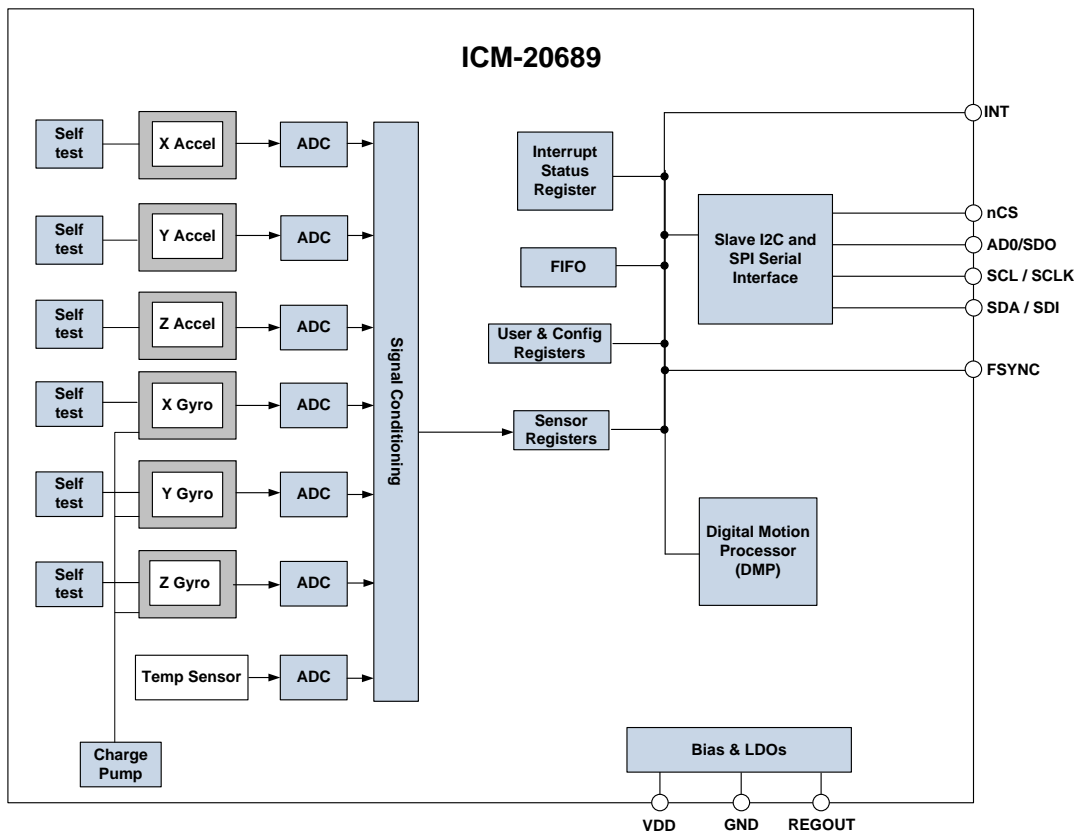 ICM-20689
Self
test
X Accel
ADC
Self
test
Y Accel
ADC
Self
test
Z Accel
ADC
Self
test
X Gyro
ADC
Self
test
Y Gyro
ADC
Self
test
Z Gyro
ADC
Temp Sensor
ADC
Charge
Pump
Signal Conditioning
Interrupt
Status
Register
FIFO
User & Config
Registers
Sensor
Registers
Slave I2C and
SPI Serial
Interface
Digital Motion
Processor
(DMP)
Bias & LDOs
INT
nCS
AD0/SDO
SCL / SCLK
SDA / SDI
FSYNC
VDD
GND
REGOUT